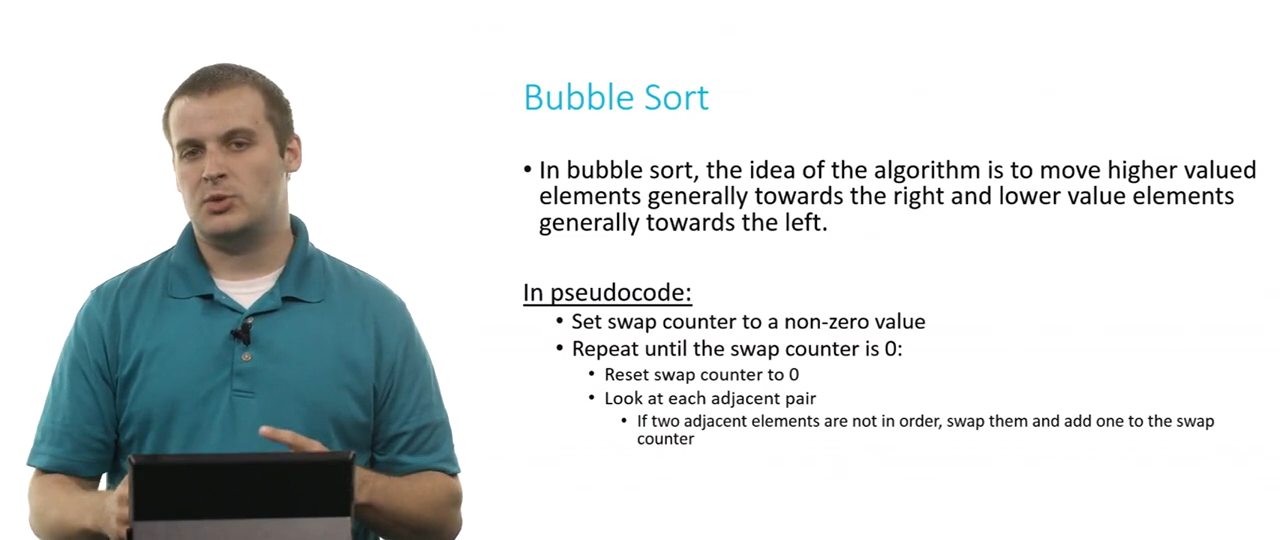 Bubble Sort
• In bubble sort, the idea of the algorithm is to move higher valued
elements generally towards the right and lower value elements
generally towards the left.
In pseudocode:
• Set swap counter to a non-zero value
• Repeat until the swap counter is 0:
• Reset swap counter to 0
• Look at each adjacent pair
• If two adjacent elements are not in order, swap them and add one to the swap
counter